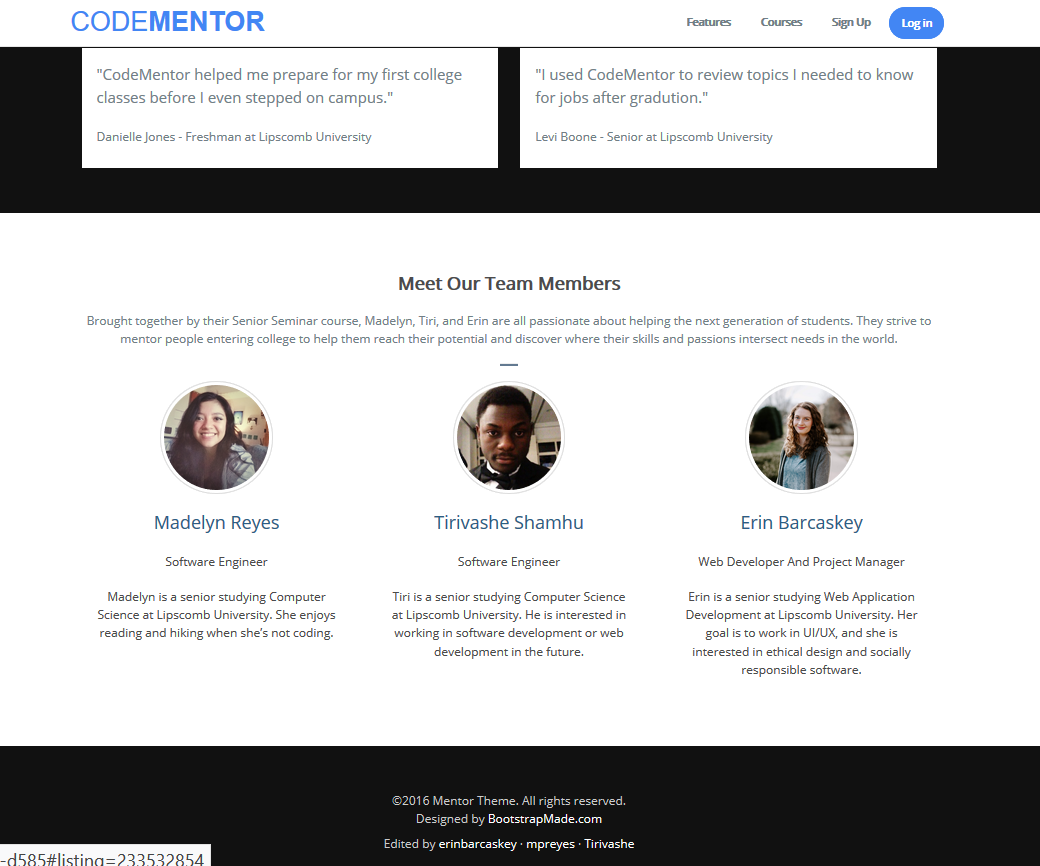 CODEMENTOR
Features Courses Sign Up Log in
"CodeMentor helped me prepare for my first college
classes before I even stepped on campus."
Danielle Jones - Freshman at Lipscomb University
"I used CodeMentor to review topics I needed to know
for jobs after gradution."
Levi Boone - Senior at Lipscomb University
Meet Our Team Members
Brought together by their Senior Seminar course, Madelyn, Tiri, and Erin are all passionate about helping the next generation of students. They strive to
mentor people entering college to help them reach their potential and discover where their skills and passions intersect needs in the world.
Madelyn Reyes
Software Engineer
Madelyn is a senior studying Computer
Science at Lipscomb University. She enjoys
reading and hiking when she’s not coding.
Tirivashe Shamhu
Software Engineer
Tiri is a senior studying Computer Science
at Lipscomb University. He is interested in
working in software development or web
development in the future.
Erin Barcaskey
Web Developer And Project Manager
Erin is a senior studying Web Application
Development at Lipscomb University. Her
goal is to work in UI/UX, and she is
interested in ethical design and socially
responsible software.
©2016 Mentor Theme. All rights reserved.
Designed by BootstrapMade.com
Edited by erinbarcaskey · mpreyes · Tirivashe
-d585#listing=233532854